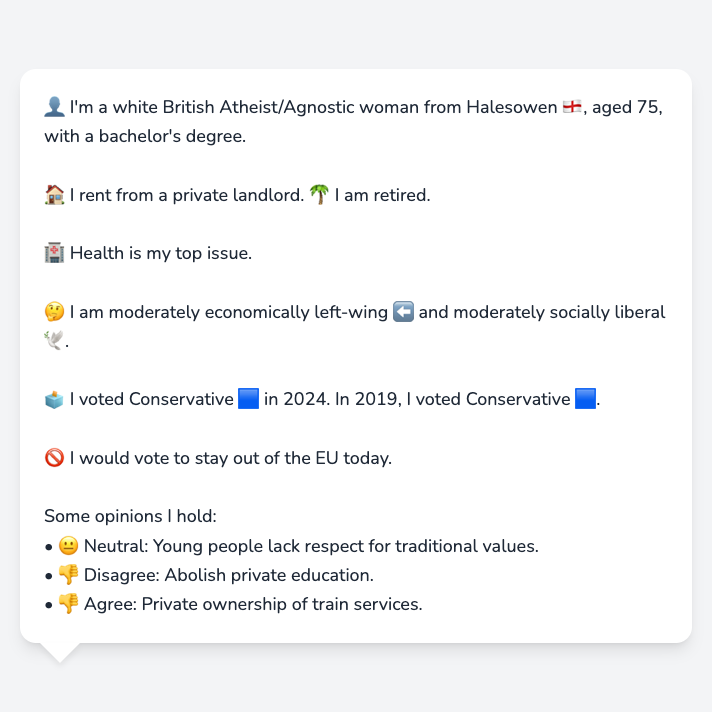 👤 I'm a white British Atheist/Agnostic woman from Halesowen 🏴󠁧󠁢󠁥󠁮󠁧󠁿, aged 75,
with a bachelor's degree.
🏠 I rent from a private landlord. 🌴 I am retired.
🏥 Health is my top issue.
🤔 I am moderately economically left-wing ⬅️ and moderately socially liberal
🕊️.
🗳️ I voted Conservative 🟦 in 2024. In 2019, I voted Conservative 🟦.
🚫 I would vote to stay out of the EU today.
Some opinions I hold:
• 😐 Neutral: Young people lack respect for traditional values.
• 👎 Disagree: Abolish private education.
• 👎 Agree: Private ownership of train services.